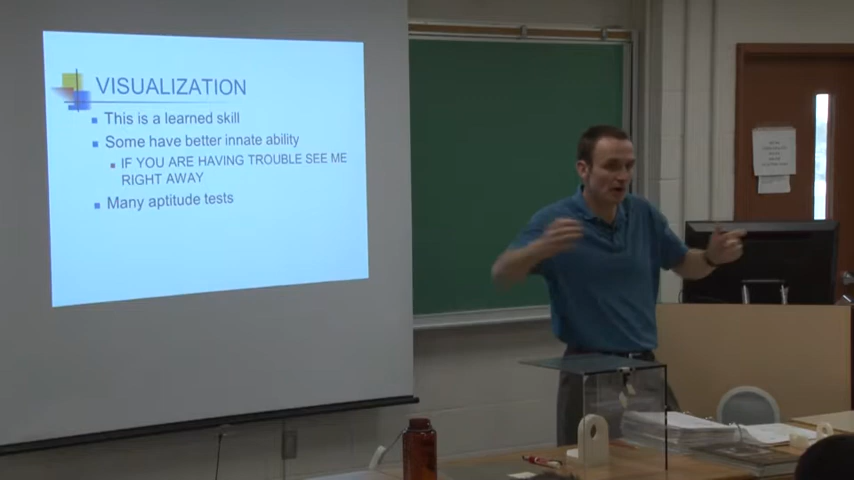 VISUALIZATION
This is a learned skill
Some have better innate ability
IF YOU ARE HAVING TROUBLE SEE ME
RIGHT AWAY
Many aptitude tests